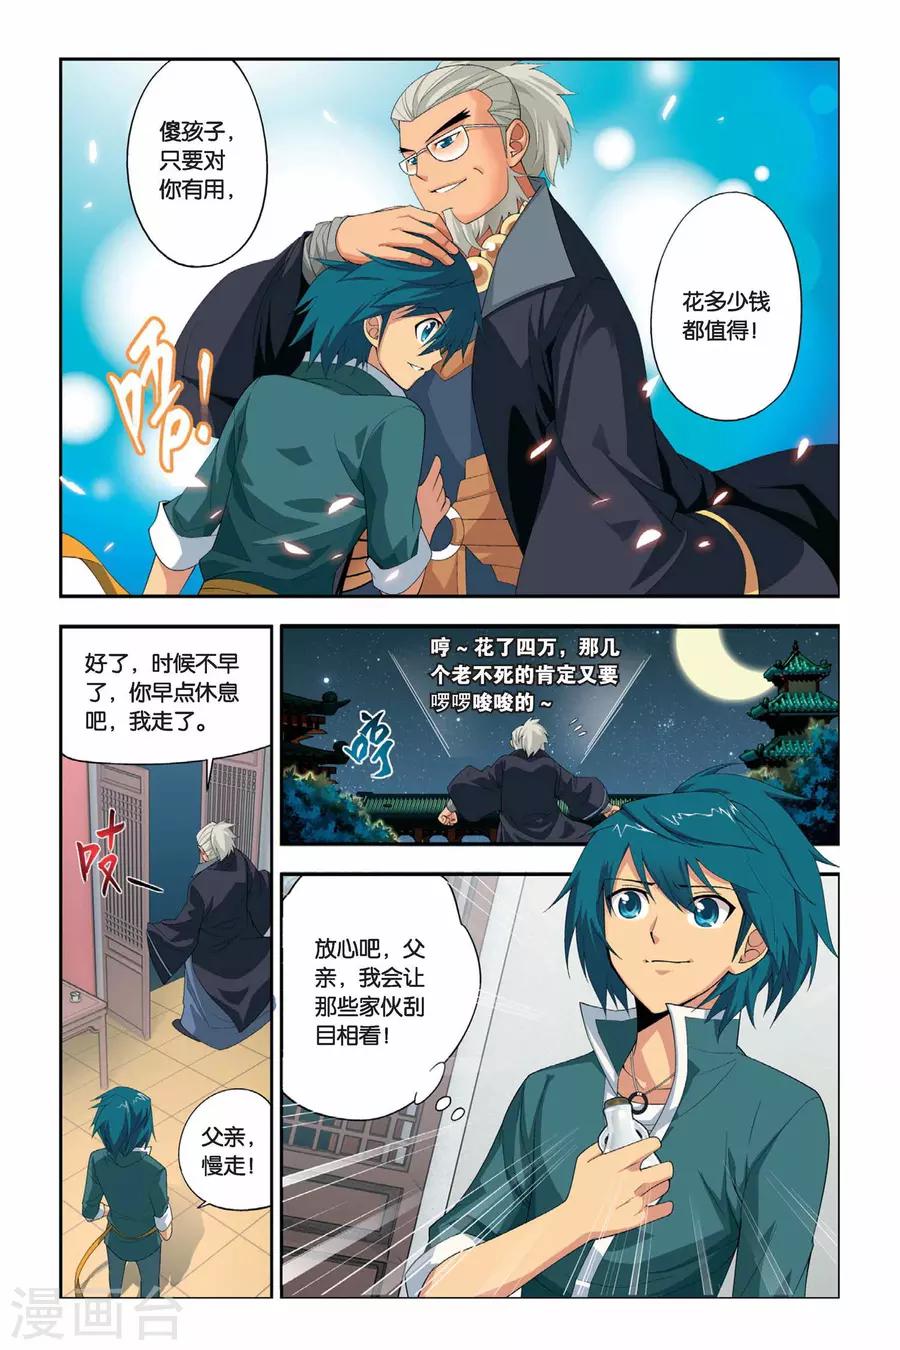 傻孩子，
只要对
你有用，
花多少钱
都值得！
哼！
好了，时候不早
了，你早点休息
吧，我走了。
吱
父亲，
慢走！
哼～花了四万，那几
个老不死的肯定又要
啰啰唆唆的～
哼
放心吧，父
亲，我会让
那些家伙刮
目相看！
漫画台